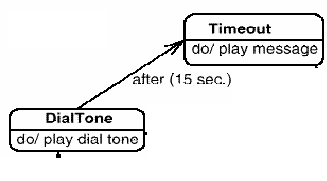 Timeout
do/ play message
after (15 sec.)
DialTone
do/ play dial tone